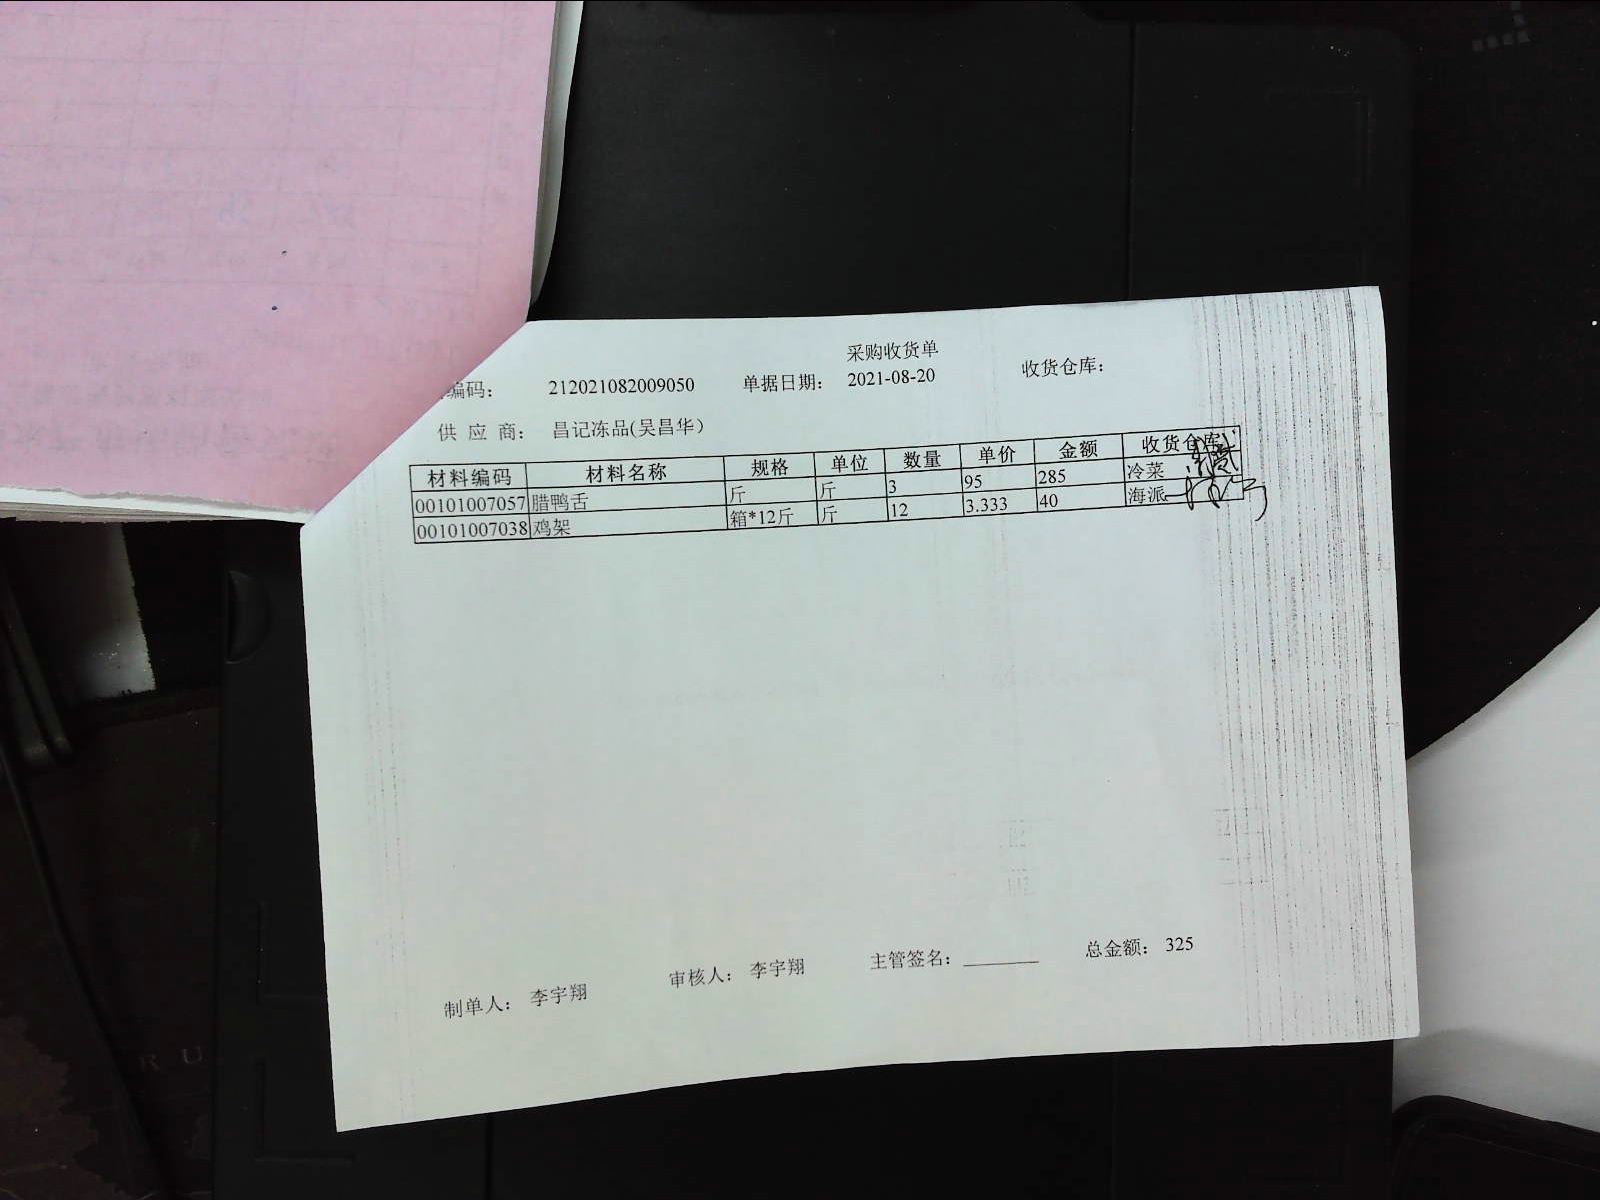 采购收货单
编码： 212021082009050 单据日期： 2021-08-20 收货仓库：
供 应 商： 昌记冻品(吴昌华）
材料编码 材料名称 规格 单位 数量 单价 金额 收货仓库
00101007057 腊鸭舌 斤 斤 3 95 285 冷菜
00101007038 鸡架 箱*12斤 斤 12 3.333 40 海派
制单人： 李宇翔 审核人： 李宇翔 主管签名： 总金额： 325